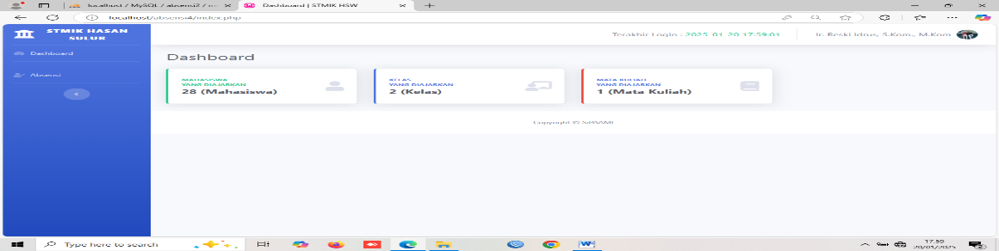 localhost / MySQL / absensi2 / m
Dashboard | STMIK HSW
localhost/absensi4/index.php
STMIK HASAN
SULUR
Terakhir Login : 2025-01-20 17:59:01
Ir. Reski Idrus, S.Kom., M.Kom
Dashboard
Absensi
Dashboard
MAHASISWA
YANG DIAJARKAN
28 (Mahasiswa)
KELAS
YANG DIAJARKAN
2 (Kelas)
MATA KULIAH
YANG DIAJARKAN
1 (Mata Kuliah)
Copyright ©
Type here to search
17.59
20/01/2025